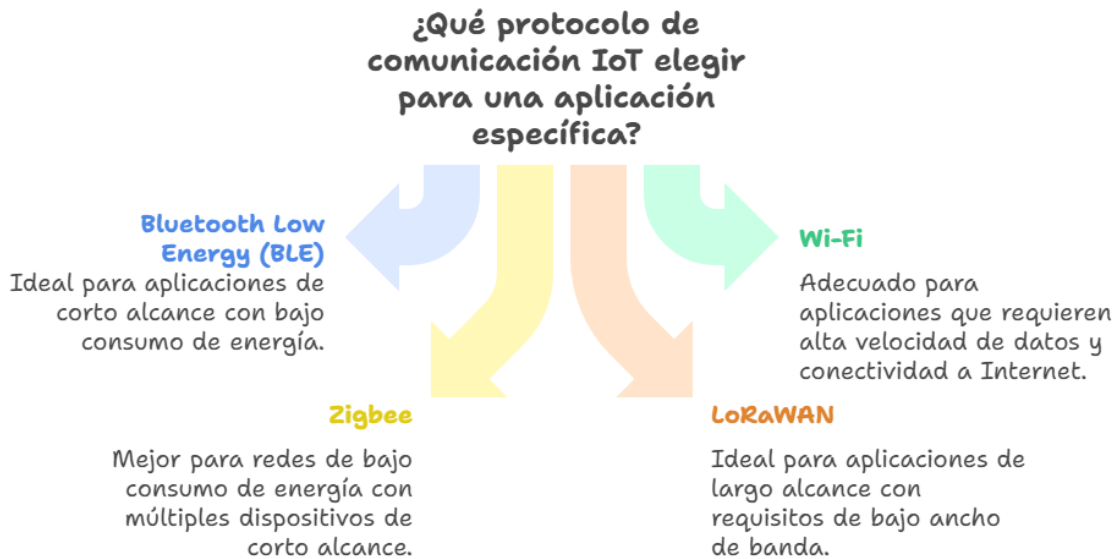 ¿Qué protocolo de
comunicación IoT elegir
para una aplicación
específica?
Bluetooth Low
Energy (BLE)
Ideal para aplicaciones de
corto alcance con bajo
consumo de energía.
Wi-Fi
Adecuado para
aplicaciones que requieren
alta velocidad de datos y
conectividad a Internet.
Zigbee
Mejor para redes de bajo
consumo de energía con
múltiples dispositivos de
corto alcance.
LoRaWAN
Ideal para aplicaciones de
largo alcance con
requisitos de bajo ancho
de banda.